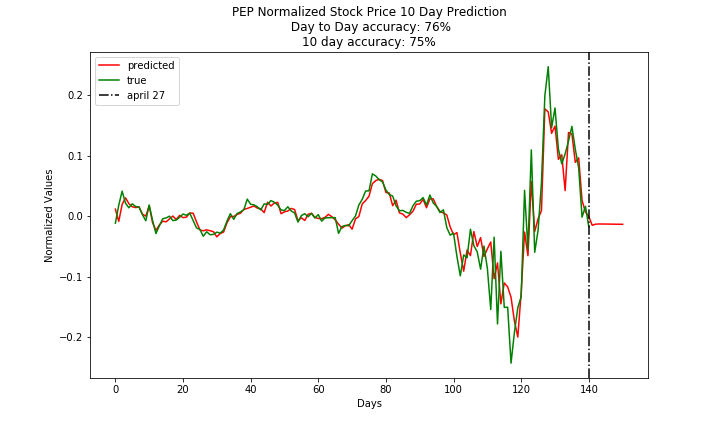 PEP Normalized Stock Price 10 Day Prediction
Day to Day accuracy: 76%
10 day accuracy: 75%
predicted
true
april 27
Normalized Values
0.2
0.1
0.0
−0.1
−0.2
0 20 40 60 80 100 120 140
Days